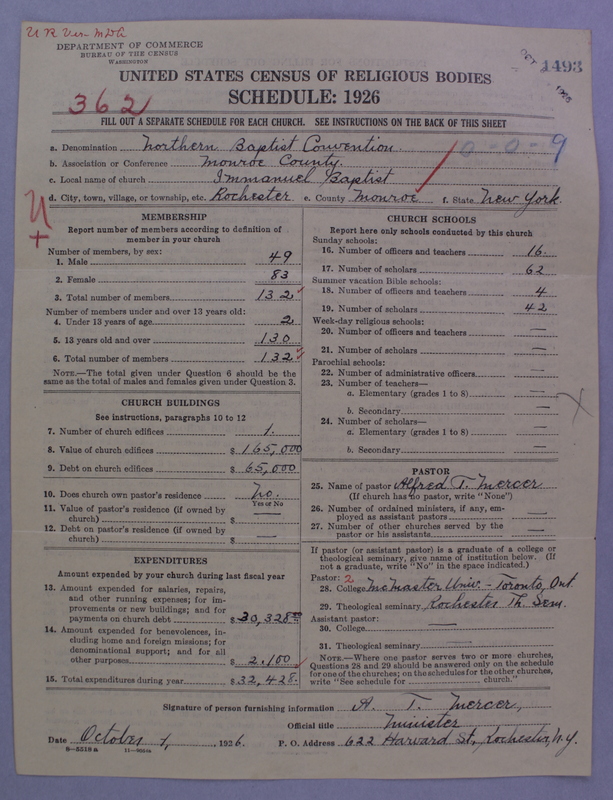 U R Ver. MDG
DEPARTMENT OF COMMERCE
BUREAU OF THE CENSUS
WASHINGTON
OCT 1926
1493
UNITED STATES CENSUS OF RELIGIOUS BODIES
SCHEDULE: 1926
362
FILL OUT A SEPARATE SCHEDULE FOR EACH CHURCH. SEE INSTRUCTIONS ON THE BACK OF THIS SHEET
a. Denomination Northern Baptist Convention. 0-0-9
b. Association or Conference Monroe County.
c. Local name of church Immanuel Baptist
d. City, town, village, or township, etc. Rochester e. County Monroe f. State New York.
U
+
MEMBERSHIP
Report number of members according to definition of
member in your church
Number of members, by sex:
1. Male 49
2. Female 83
3. Total number of members 132
Number of members under and over 13 years old:
4. Under 13 years of age 2
5. 13 years old and over 130
6. Total number of members 132
NOTE.—The total given under Question 6 should be the
same as the total of males and females given under Question 3.
CHURCH BUILDINGS
See instructions, paragraphs 10 to 12
7. Number of church edifices 1.
8. Value of church edifices $165,000
9. Debt on church edifices $65,000
10. Does church own pastor's residence No.
Yes or No
11. Value of pastor's residence (if owned by
church) $ —
12. Debt on pastor's residence (if owned by
church) $ —
EXPENDITURES
Amount expended by your church during last fiscal year
13. Amount expended for salaries, repairs,
and other running expenses; for im-
provements or new buildings; and for
payments on church debt $30,328.00
14. Amount expended for benevolences, in-
cluding home and foreign missions; for
denominational support; and for all
other purposes $2,100
15. Total expenditures during year $32,428.
CHURCH SCHOOLS
Report here only schools conducted by this church
Sunday schools:
16. Number of officers and teachers 16.
17. Number of scholars 62
Summer vacation Bible schools:
18. Number of officers and teachers 4
19. Number of scholars 42
Week-day religious schools:
20. Number of officers and teachers —
21. Number of scholars —
Parochial schools:
22. Number of administrative officers —
23. Number of teachers—
a. Elementary (grades 1 to 8) —
b. Secondary —
24. Number of scholars—
a. Elementary (grades 1 to 8) —
b. Secondary —
X
PASTOR
25. Name of pastor Alfred T. Mercer
(If church has no pastor, write "None")
26. Number of ordained ministers, if any, em-
ployed as assistant pastors —
27. Number of other churches served by the
pastor or his assistants —
If pastor (or assistant pastor) is a graduate of a college or
theological seminary, give name of institution below. (If
not a graduate, write "No" in the space indicated.)
Pastor: 2
28. College McMaster Univ. - Toronto, Ont.
29. Theological seminary Rochester Th. Sem.
Assistant pastor:
30. College —
31. Theological seminary —
NOTE.—Where one pastor serves two or more churches,
Questions 28 and 29 should be answered only on the schedule
for one of the churches; on the schedules for the other churches,
write "See schedule for church."
Signature of person furnishing information A. T. Mercer,
Official title Minister
Date October 1, , 1926. P. O. Address 622 Harvard St, Rochester, N.Y.
8—5518a